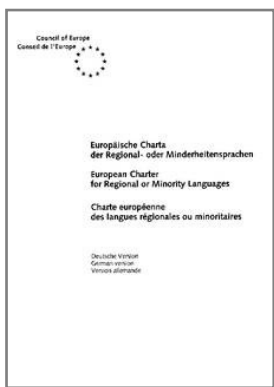 Council of Europe
Conseil de l'Europe
Europäische Charta
der Regional- oder Minderheitensprachen
European Charter
for Regional or Minority Languages
Charte européenne
des langues régionales ou minoritaires
Deutsche Version
German version
Version allemande